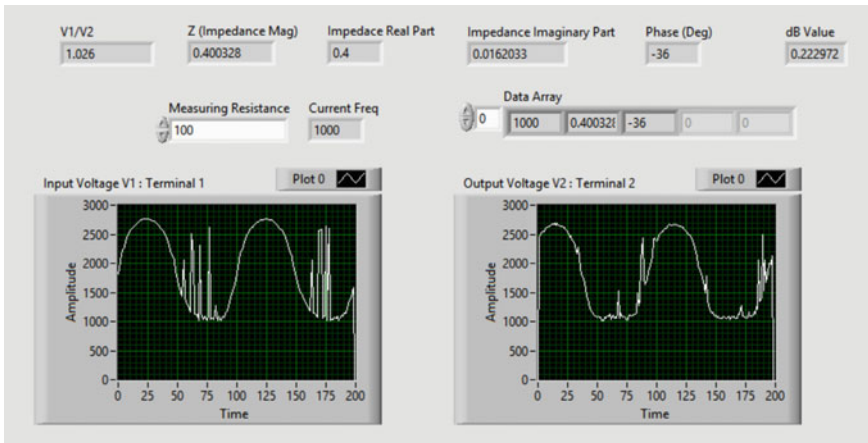 V1/V2
Z (Impedance Mag)
Impedace Real Part
Impedance Imaginary Part
Phase (Deg)
dB Value
1.026
0.400328
0.4
0.0162033
-36
0.222972
Measuring Resistance
Current Freq
Data Array
100
1000
0
1000
0.400328
-36
0
0
Input Voltage V1 : Terminal 1
Plot 0
Output Voltage V2 : Terminal 2
Plot 0
Amplitude
3000
2500
2000
1500
1000
500
0
0 25 50 75 100 125 150 175 200
Time
Amplitude
3000
2500
2000
1500
1000
500
0
0 25 50 75 100 125 150 175 200
Time